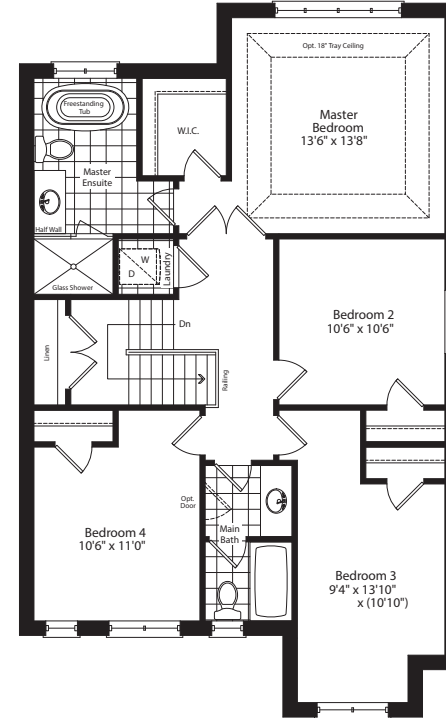 Opt. 18" Tray Ceiling
Freestanding
Tub
W.I.C.
Master
Bedroom
13'6" x 13'8"
Master
Ensuite
Half Wall
Glass Shower
W
D
Laundry
Linen
Dn
Railing
Bedroom 2
10'6" x 10'6"
Opt.
Door
Main
Bath
Bedroom 4
10'6" x 11'0"
Bedroom 3
9'4" x 13'10"
x (10'10")